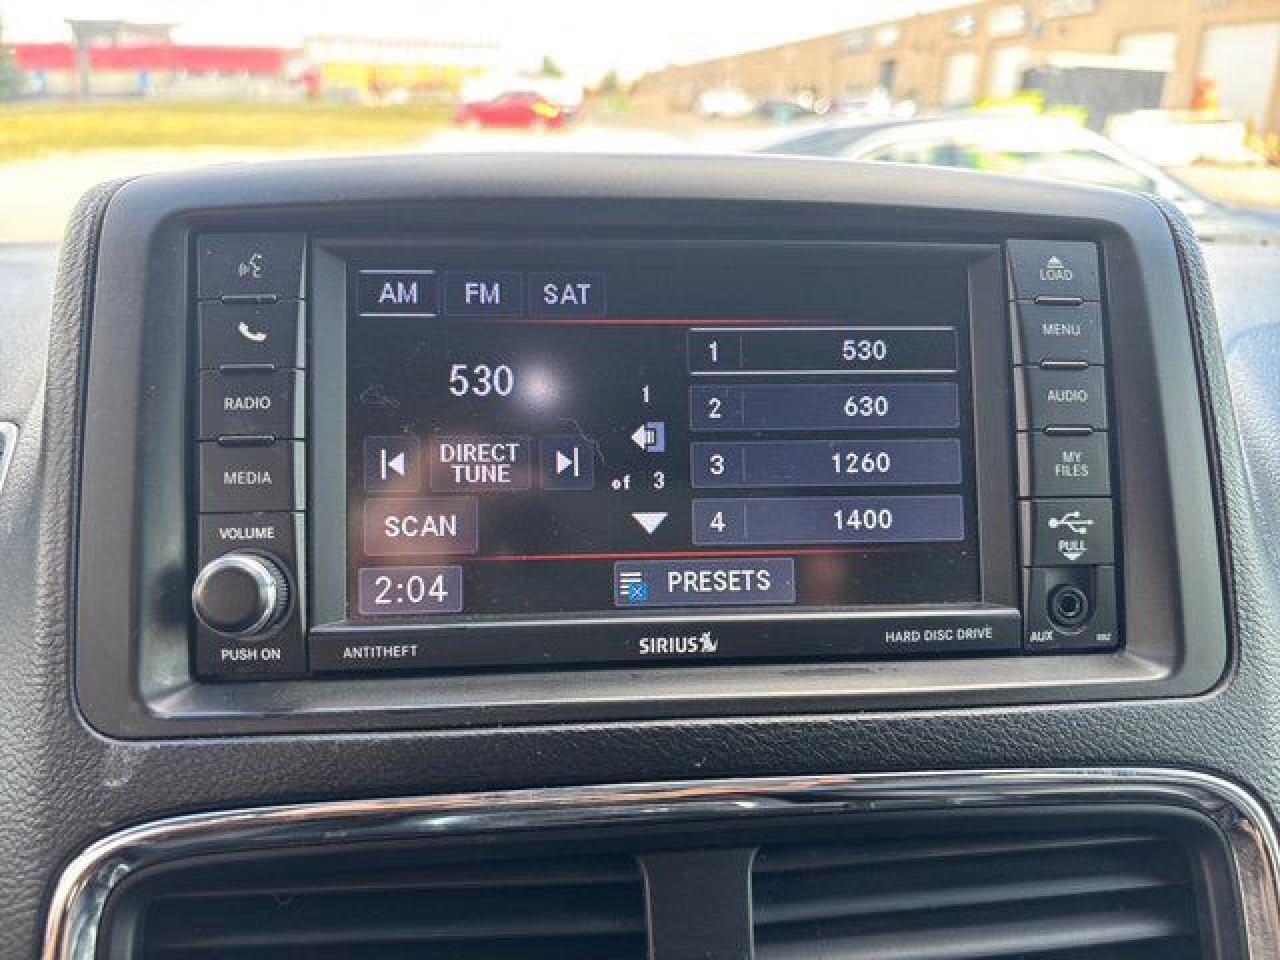 LOAD
AM FM SAT
MENU
1 530
530
RADIO
1
2 630
AUDIO
DIRECT
TUNE
MEDIA
of 3
3 1260
MY
FILES
SCAN
4 1400
VOLUME
PULL
2:04
PRESETS
PUSH ON
ANTITHEFT
SIRIUS
HARD DISC DRIVE
AUX